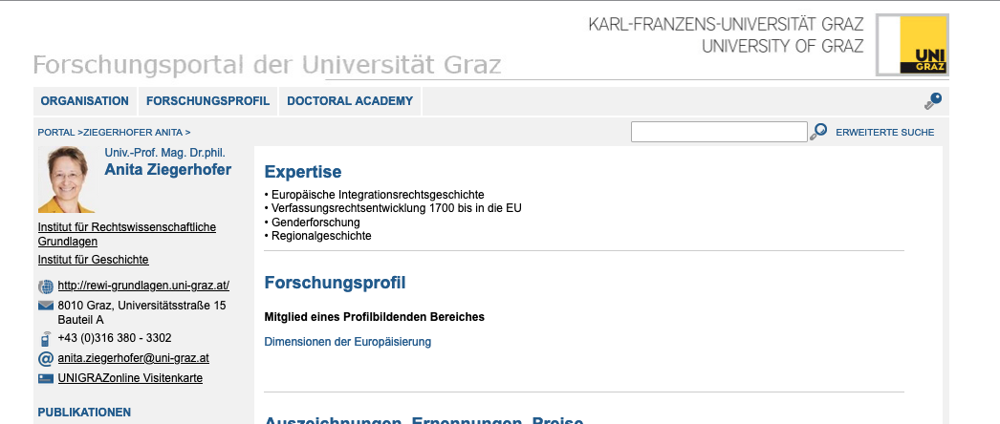 KARL-FRANZENS-UNIVERSITÄT GRAZ
UNIVERSITY OF GRAZ
UNI
GRAZ
Forschungsportal der Universität Graz
ORGANISATION
FORSCHUNGSPROFIL
DOCTORAL ACADEMY
PORTAL >ZIEGERHOFER ANITA >
ERWEITERTE SUCHE
Univ.-Prof. Mag. Dr.phil.
Anita Ziegerhofer
Institut für Rechtswissenschaftliche
Grundlagen
Institut für Geschichte
http://rewi-grundlagen.uni-graz.at/
8010 Graz, Universitätsstraße 15
Bauteil A
+43 (0)316 380 - 3302
anita.ziegerhofer@uni-graz.at
UNIGRAZonline Visitenkarte
PUBLIKATIONEN
Expertise
• Europäische Integrationsrechtsgeschichte
• Verfassungsrechtsentwicklung 1700 bis in die EU
• Genderforschung
• Regionalgeschichte
Forschungsprofil
Mitglied eines Profilbildenden Bereiches
Dimensionen der Europäisierung
Auszeichnungen, Ernennungen, Preise